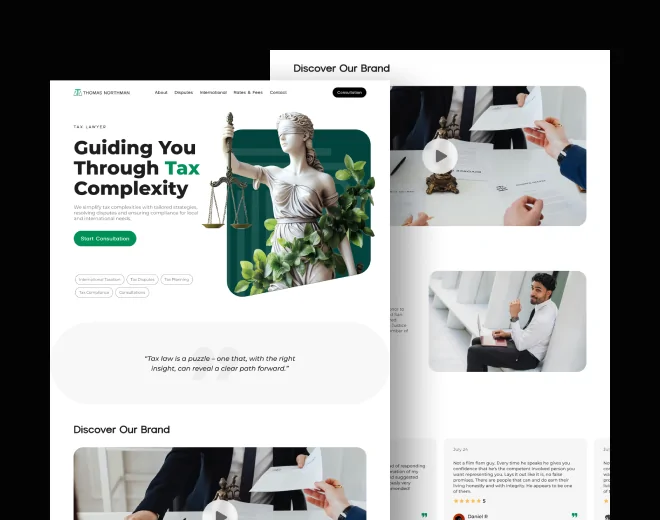 Discover Our Brand
THOMAS NORTHMAN
About Disputes International Rates & Fees Contact
Consultation
TAX LAWYER
Guiding You
Through Tax
Complexity
We simplify tax complexities with tailored strategies,
resolving disputes and ensuring compliance for local
and international needs.
Start Consultation
International Taxation
Tax Disputes
Tax Planning
Tax Compliance
Consultations
"Tax law is a puzzle – one that, with the right
insight, can reveal a clear path forward."
Discover Our Brand
July 24
Not a flim flam guy. Every time he speaks he gives you
confidence that he's the competent involved person you
want representing you. Lays it out like it is, no false
promises. There are people that can and do earn their
living honestly and with integrity. He appears to be one
of them.
5
Daniel B